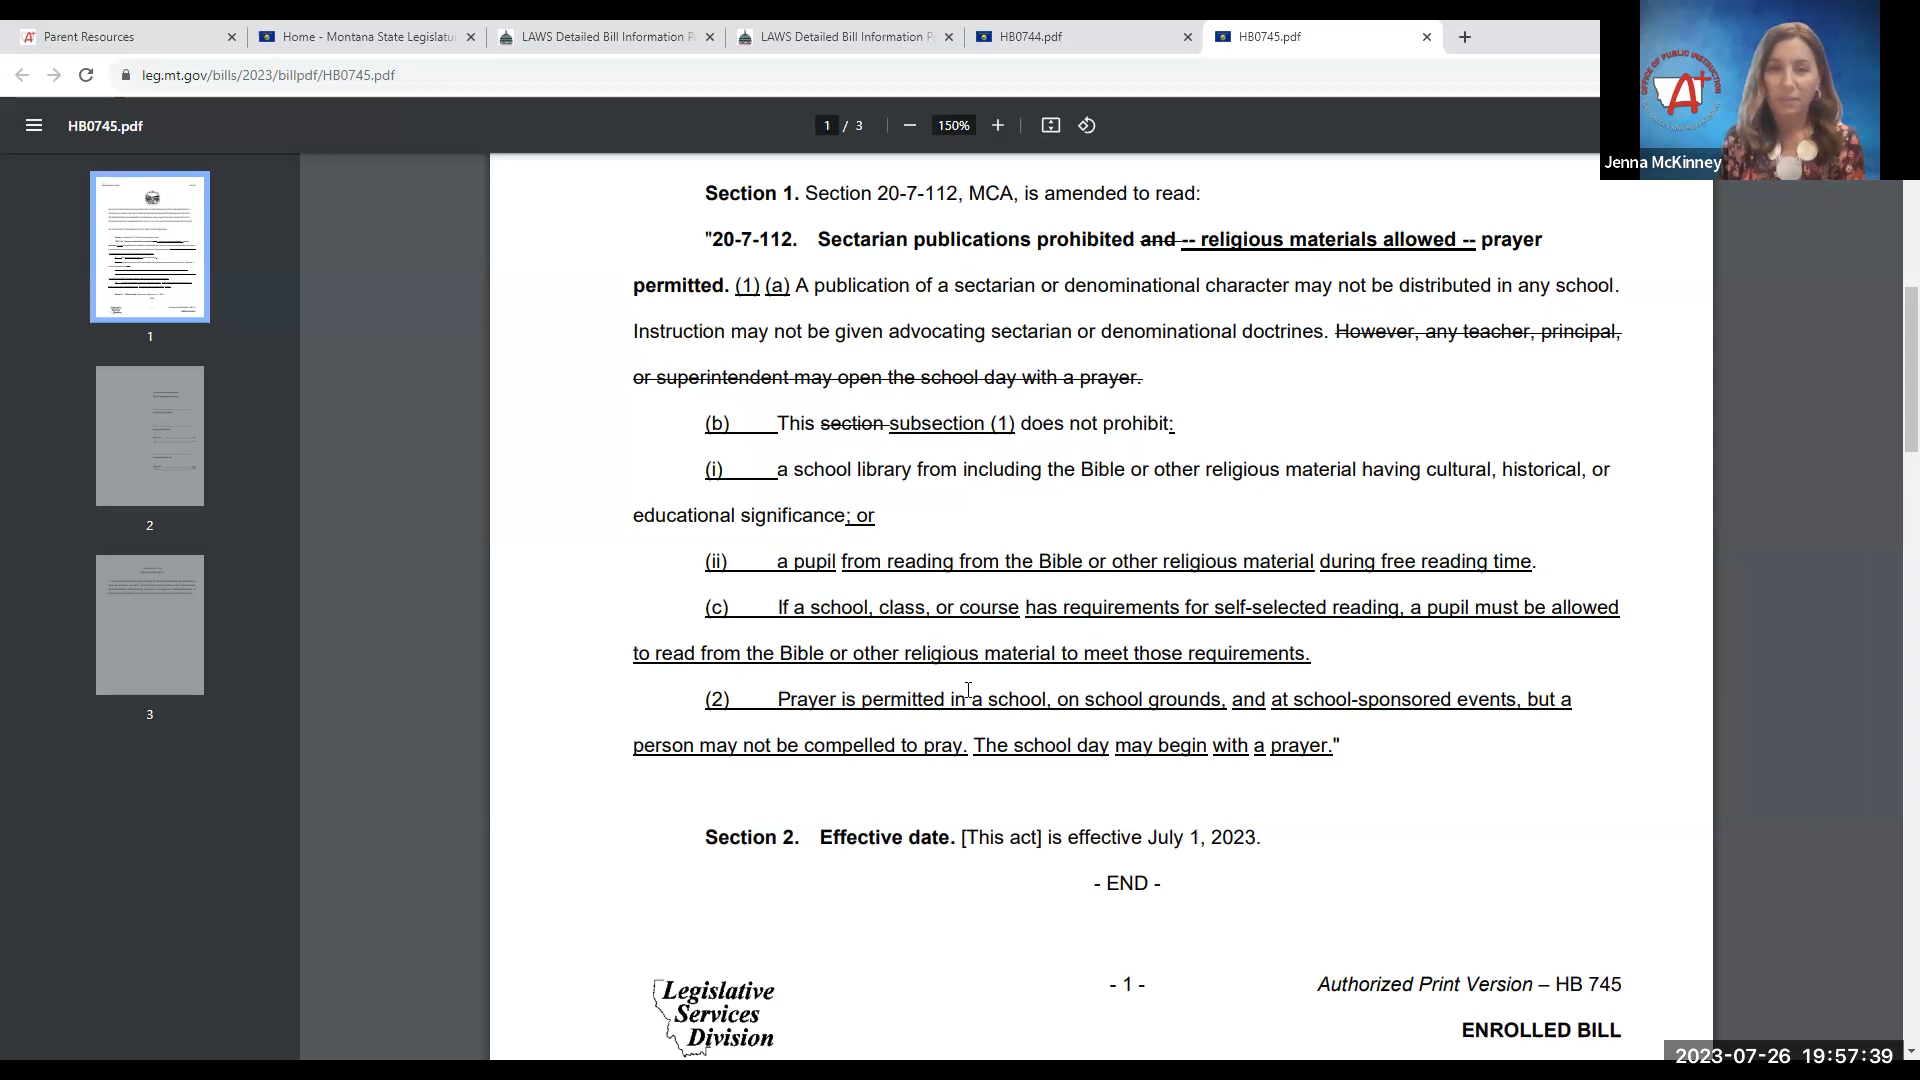 Parent Resources
Home - Montana State Legislatu
LAWS Detailed Bill Information P
LAWS Detailed Bill Information P
HB0744.pdf
HB0745.pdf
leg.mt.gov/bills/2023/billpdf/HB0745.pdf
HB0745.pdf
1 / 3
150%
OFFICE OF PUBLIC INSTRUCTION
A+
Jenna McKinney
1
2
3
Section 1. Section 20-7-112, MCA, is amended to read:
"20-7-112. Sectarian publications prohibited and -- religious materials allowed -- prayer
permitted. (1) (a) A publication of a sectarian or denominational character may not be distributed in any school.
Instruction may not be given advocating sectarian or denominational doctrines. However, any teacher, principal,
or superintendent may open the school day with a prayer.
(b) This section subsection (1) does not prohibit:
(i) a school library from including the Bible or other religious material having cultural, historical, or
educational significance; or
(ii) a pupil from reading from the Bible or other religious material during free reading time.
(c) If a school, class, or course has requirements for self-selected reading, a pupil must be allowed
to read from the Bible or other religious material to meet those requirements.
(2) Prayer is permitted in a school, on school grounds, and at school-sponsored events, but a
person may not be compelled to pray. The school day may begin with a prayer."
Section 2. Effective date. [This act] is effective July 1, 2023.
- END -
Legislative
Services
Division
- 1 -
Authorized Print Version – HB 745
ENROLLED BILL
2023-07-26 19:57:39